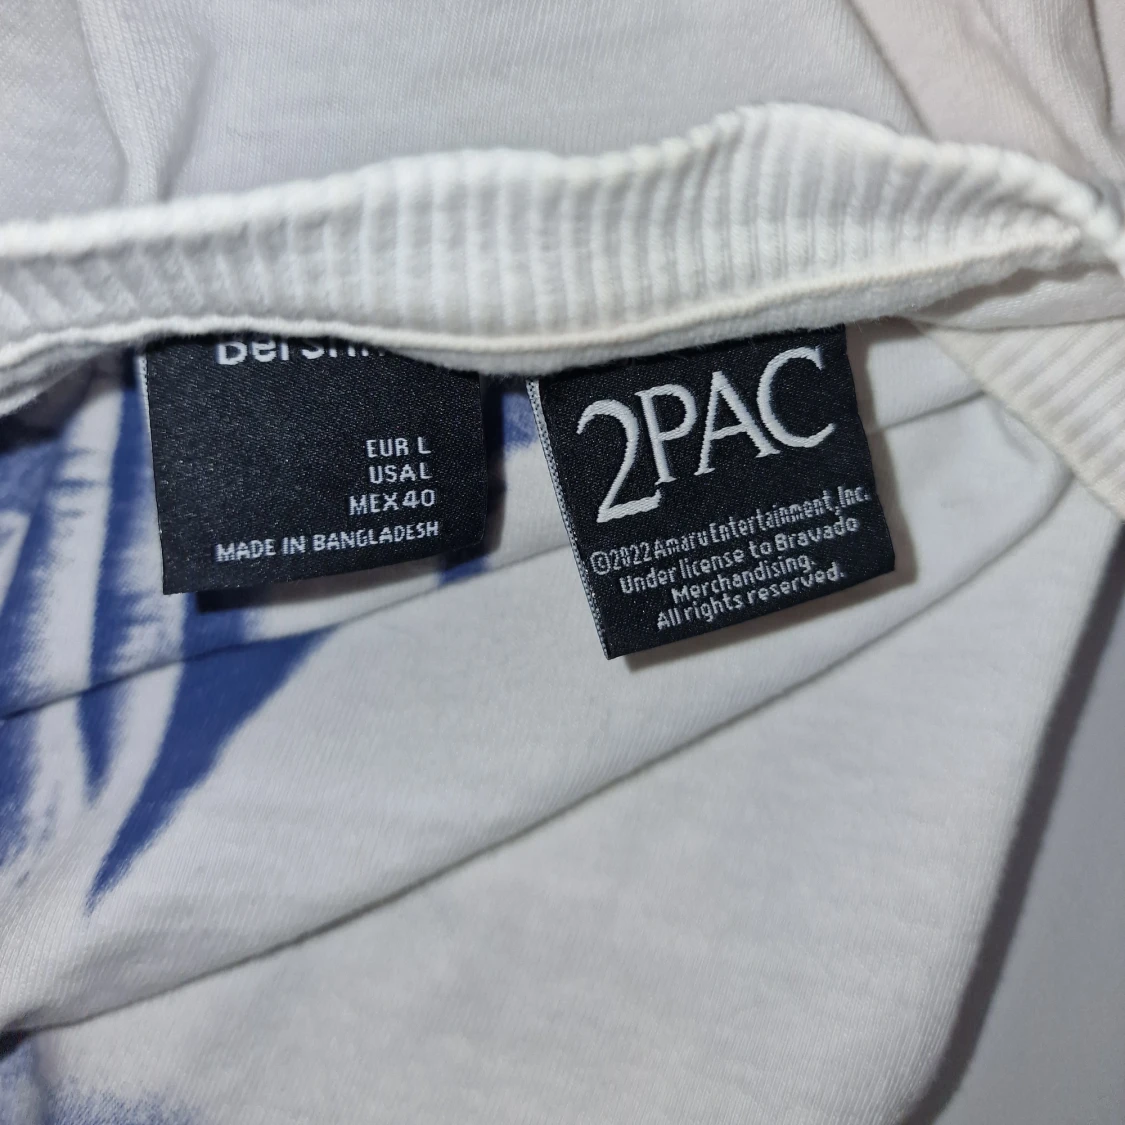 EUR L
USA L
MEX 40
MADE IN BANGLADESH
2PAC
©2022 Amaru Entertainment, Inc.
Under license to Bravado
Merchandising.
All rights reserved.